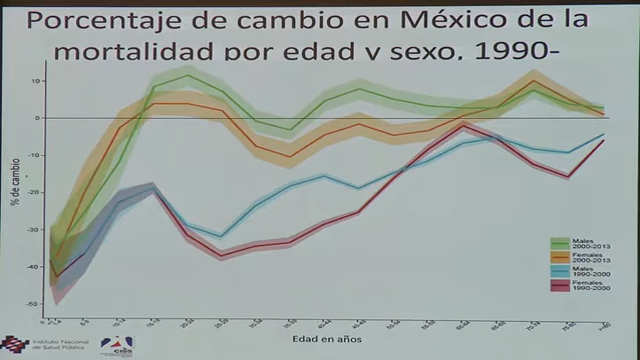 Porcentaje de cambio en México de la
mortalidad por edad y sexo, 1990-
% de cambio
10
0
-10
-20
-30
-40
-50
Males
2000-2013
Females
2000-2013
Males
1990-2000
Females
1990-2000
Edad en años
Instituto Nacional
de Salud Pública
CISS